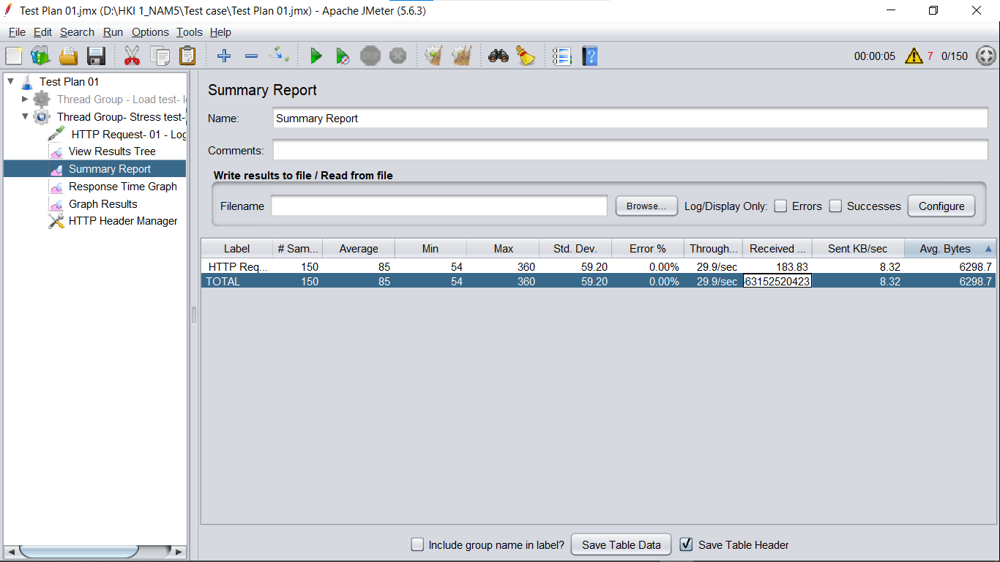 Test Plan 01.jmx (D:\HKI 1_NAM5\Test case\Test Plan 01.jmx) - Apache JMeter (5.6.3)
File Edit Search Run Options Tools Help
STOP
00:00:05 7 0/150
Test Plan 01
Thread Group - Load test- l
Thread Group- Stress test-
HTTP Request- 01 - Log
View Results Tree
Summary Report
Response Time Graph
Graph Results
HTTP Header Manager
Summary Report
Name: Summary Report
Comments:
Write results to file / Read from file
Filename Browse... Log/Display Only: Errors Successes Configure
Label # Sam... Average Min Max Std. Dev. Error % Through... Received ... Sent KB/sec Avg. Bytes
HTTP Req... 150 85 54 360 59.20 0.00% 29.9/sec 183.83 8.32 6298.7
TOTAL 150 85 54 360 59.20 0.00% 29.9/sec 63152520423 8.32 6298.7
Include group name in label? Save Table Data Save Table Header